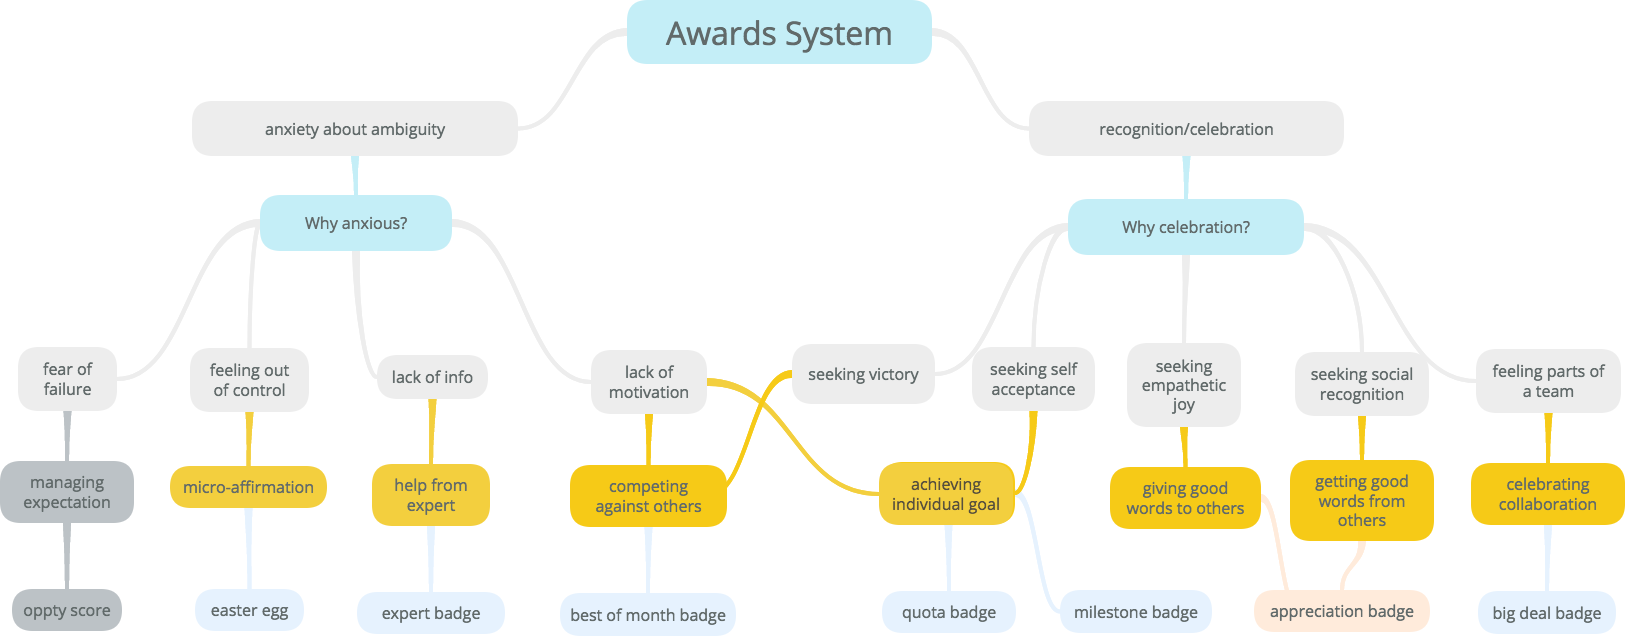 Awards System
anxiety about ambiguity
recognition/celebration
Why anxious?
Why celebration?
fear of
failure
feeling out
of control
lack of info
lack of
motivation
seeking victory
seeking self
acceptance
seeking
empathetic
joy
seeking social
recognition
feeling parts of
a team
managing
expectation
micro-affirmation
help from
expert
competing
against others
achieving
individual goal
giving good
words to others
getting good
words from
others
celebrating
collaboration
oppty score
easter egg
expert badge
best of month badge
quota badge
milestone badge
appreciation badge
big deal badge